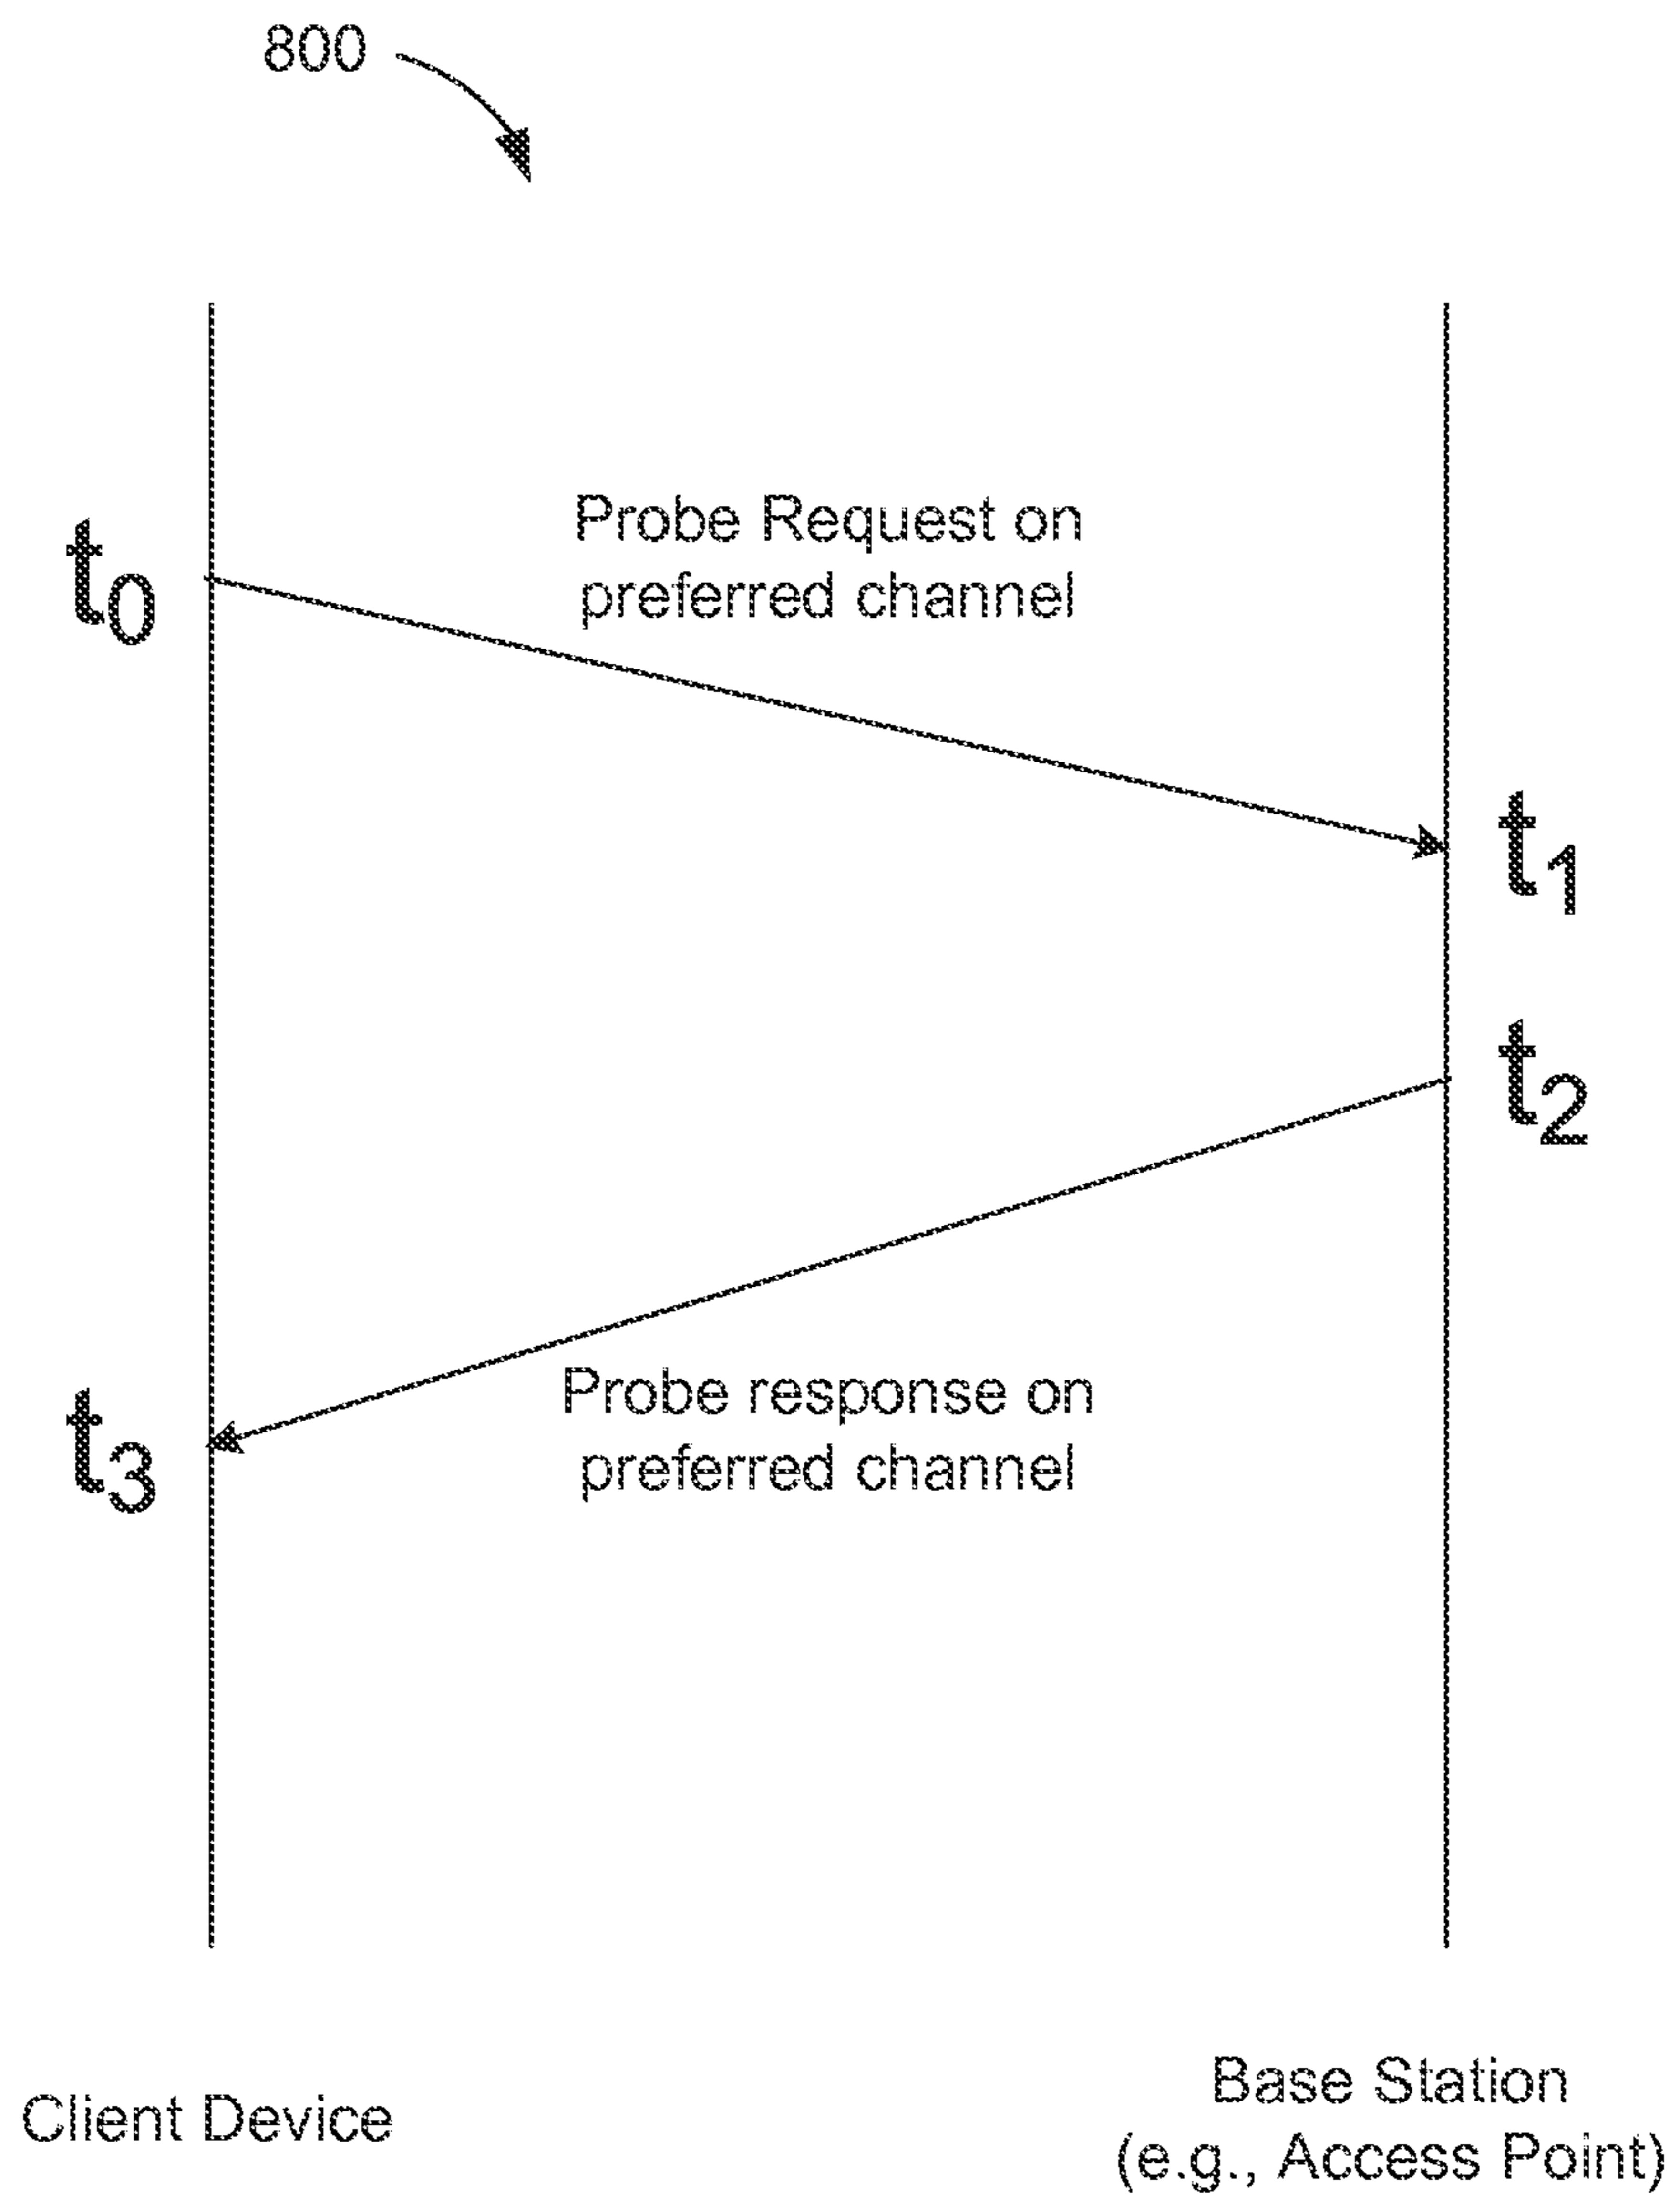 800
t0
Probe Request on
preferred channel
t1
t2
t3
Probe response on
preferred channel
Client Device
Base Station
(e.g., Access Point)